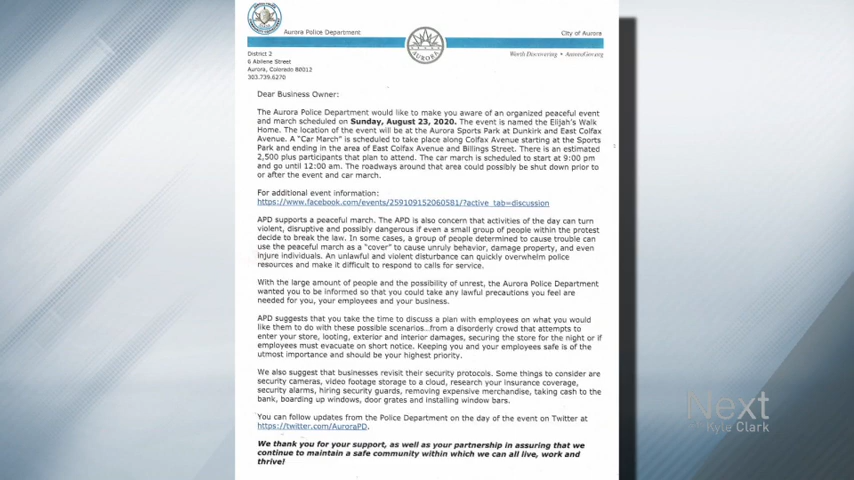 Aurora Police Department
City of Aurora
AURORA
Worth Discovering • AuroraGov.org
District 2
6 Abilene Street
Aurora, Colorado 80012
303.739.6270
Dear Business Owner:
The Aurora Police Department would like to make you aware of an organized peaceful event
and march scheduled on Sunday, August 23, 2020. The event is named the Elijah's Walk
Home. The location of the event will be at the Aurora Sports Park at Dunkirk and East Colfax
Avenue. A "Car March" is scheduled to take place along Colfax Avenue starting at the Sports
Park and ending in the area of East Colfax Avenue and Billings Street. There is an estimated
2,500 plus participants that plan to attend. The car march is scheduled to start at 9:00 pm
and go until 12:00 am. The roadways around that area could possibly be shut down prior to
or after the event and car march.
For additional event information:
https://www.facebook.com/events/259109152060581/?active_tab=discussion
APD supports a peaceful march. The APD is also concern that activities of the day can turn
violent, disruptive and possibly dangerous if even a small group of people within the protest
decide to break the law. In some cases, a group of people determined to cause trouble can
use the peaceful march as a "cover" to cause unruly behavior, damage property, and even
injure individuals. An unlawful and violent disturbance can quickly overwhelm police
resources and make it difficult to respond to calls for service.
With the large amount of people and the possibility of unrest, the Aurora Police Department
wanted you to be informed so that you could take any lawful precautions you feel are
needed for you, your employees and your business.
APD suggests that you take the time to discuss a plan with employees on what you would
like them to do with these possible scenarios..from a disorderly crowd that attempts to
enter your store, looting, exterior and interior damages, securing the store for the night or if
employees must evacuate on short notice. Keeping you and your employees safe is of the
utmost importance and should be your highest priority.
We also suggest that businesses revisit their security protocols. Some things to consider are
security cameras, video footage storage to a cloud, research your insurance coverage,
security alarms, hiring security guards, removing expensive merchandise, taking cash to the
bank, boarding up windows, door grates and installing window bars.
You can follow updates from the Police Department on the day of the event on Twitter at
https://twitter.com/AuroraPD.
We thank you for your support, as well as your partnership in assuring that we
continue to maintain a safe community within which we can all live, work and
thrive!
Next
Kyle Clark